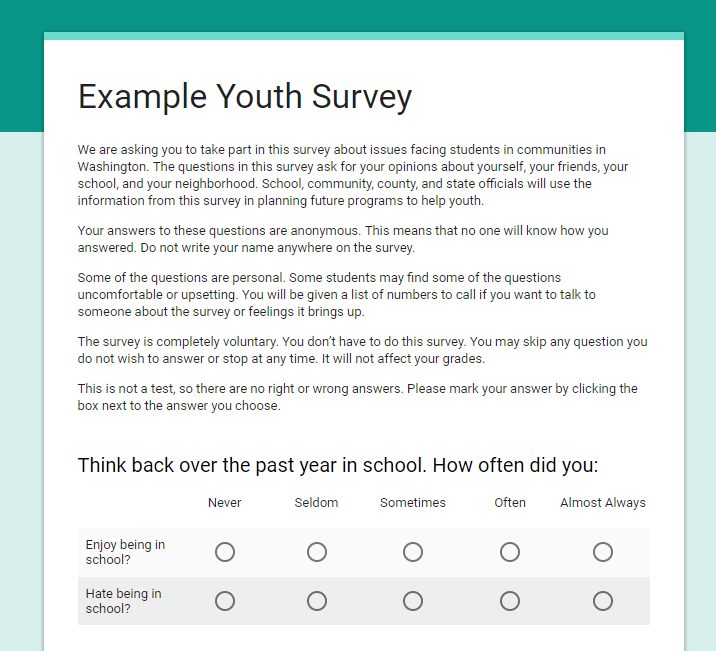 Example Youth Survey
We are asking you to take part in this survey about issues facing students in communities in
Washington. The questions in this survey ask for your opinions about yourself, your friends, your
school, and your neighborhood. School, community, county, and state officials will use the
information from this survey in planning future programs to help youth.
Your answers to these questions are anonymous. This means that no one will know how you
answered. Do not write your name anywhere on the survey.
Some of the questions are personal. Some students may find some of the questions
uncomfortable or upsetting. You will be given a list of numbers to call if you want to talk to
someone about the survey or feelings it brings up.
The survey is completely voluntary. You don’t have to do this survey. You may skip any question you
do not wish to answer or stop at any time. It will not affect your grades.
This is not a test, so there are no right or wrong answers. Please mark your answer by clicking the
box next to the answer you choose.
Think back over the past year in school. How often did you:
Never Seldom Sometimes Often Almost Always
Enjoy being in
school?
Hate being in
school?